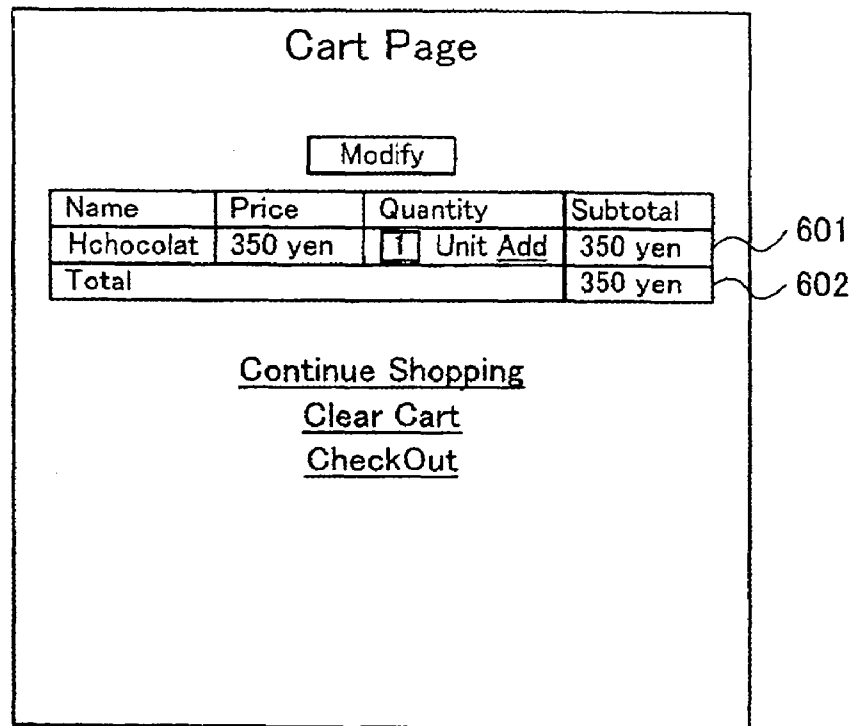 Cart Page
Modify
Name Price Quantity Subtotal
Hchocolat 350 yen 1 Unit Add 350 yen 601
Total 350 yen 602
Continue Shopping
Clear Cart
CheckOut